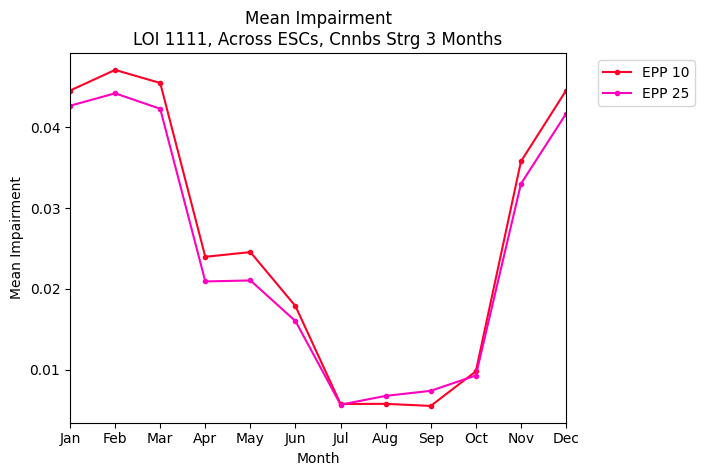 Mean Impairment
LOI 1111, Across ESCs, Cnnbs Strg 3 Months
EPP 10
EPP 25
Mean Impairment
0.04
0.03
0.02
0.01
Jan Feb Mar Apr May Jun Jul Aug Sep Oct Nov Dec
Month